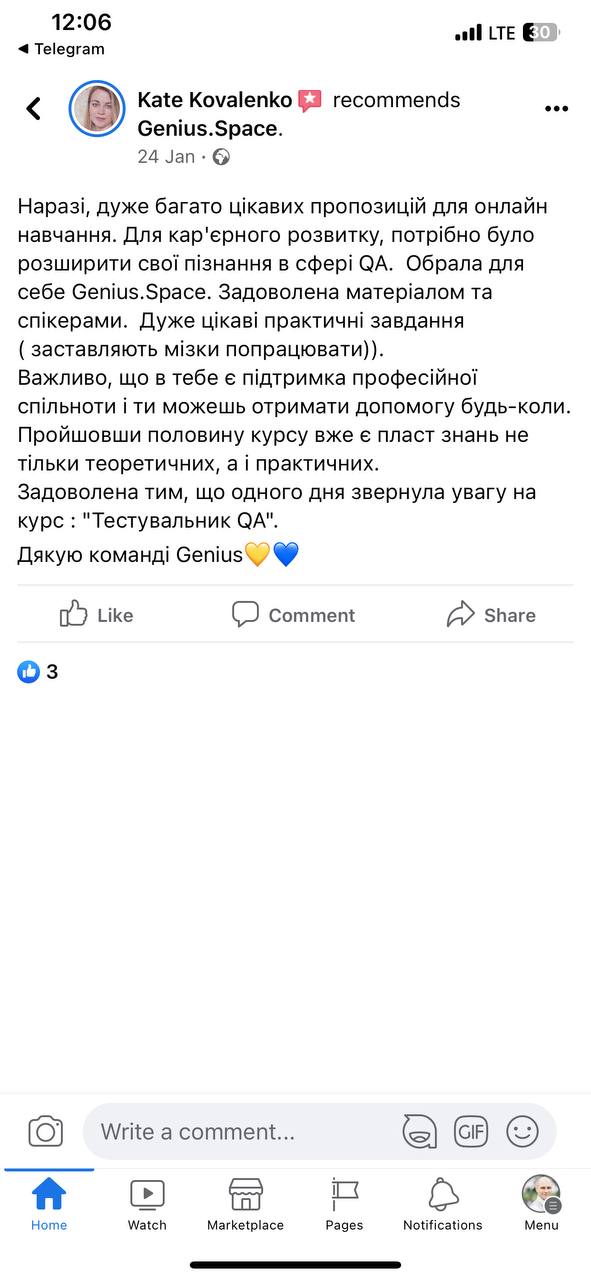 12:06
LTE
30
◀ Telegram
Kate Kovalenko recommends
Genius.Space.
24 Jan ·
Наразі, дуже багато цікавих пропозицій для онлайн
навчання. Для кар'єрного розвитку, потрібно було
розширити свої пізнання в сфері QA.  Обрала для
себе Genius.Space. Задоволена матеріалом та
спікерами.  Дуже цікаві практичні завдання
( заставляють мізки попрацювати)).
Важливо, що в тебе є підтримка професійної
спільноти і ти можешь отримати допомогу будь-коли.
Пройшовши половину курсу вже є пласт знань не
тільки теоретичних, а і практичних.
Задоволена тим, що одного дня звернула увагу на
курс : "Тестувальник QA".
Дякую команді Genius💛💙
Like
Comment
Share
3
Write a comment...
GIF
Home
Watch
Marketplace
Pages
Notifications
Menu